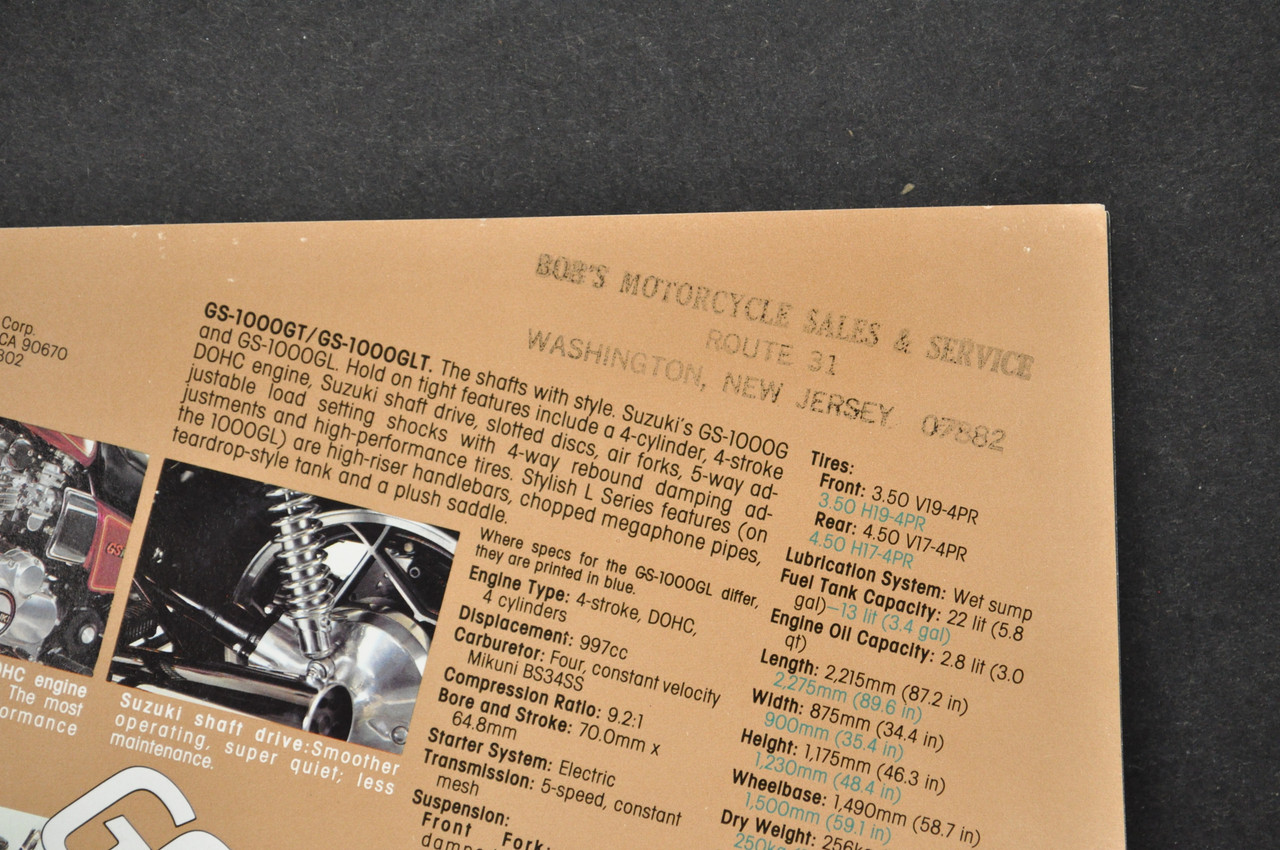 BOB'S MOTORCYCLE SALES & SERVICE
ROUTE 31
WASHINGTON, NEW JERSEY 07882
Corp.
CA 90670
302
GS-1000GT/GS-1000GLT. The shafts with style. Suzuki's GS-1000G
and GS-1000GL. Hold on tight features include a 4-cylinder, 4-stroke
DOHC engine, Suzuki shaft drive, slotted discs, air forks, 5-way ad-
justable load setting shocks with 4-way rebound damping ad-
justments and high-performance tires. Stylish L Series features (on
the 1000GL) are high-riser handlebars, chopped megaphone pipes,
teardrop-style tank and a plush saddle.
GS
HC engine
The most
ormance
Suzuki shaft drive:Smoother
operating, super quiet; less
maintenance.
Where specs for the GS-1000GL differ,
they are printed in blue.
Engine Type: 4-stroke, DOHC,
4 cylinders
Displacement: 997cc
Carburetor: Four, constant velocity
Mikuni BS34SS
Compression Ratio: 9.2:1
Bore and Stroke: 70.0mm x
64.8mm
Starter System: Electric
Transmission: 5-speed, constant
mesh
Suspension:
Front Fork:
Tires:
Front: 3.50 V19-4PR
3.50 H19-4PR
Rear: 4.50 V17-4PR
4.50 H17-4PR
Lubrication System: Wet sump
Fuel Tank Capacity: 22 lit (5.8
gal)–13 lit (3.4 gal)
Engine Oil Capacity: 2.8 lit (3.0
qt)
Length: 2,215mm (87.2 in)
2,275mm (89.6 in)
Width: 875mm (34.4 in)
900mm (35.4 in)
Height: 1,175mm (46.3 in)
1,230mm (48.4 in)
Wheelbase: 1,490mm (58.7 in)
1,500mm (59.1 in)
Dry Weight: 256k
250kg